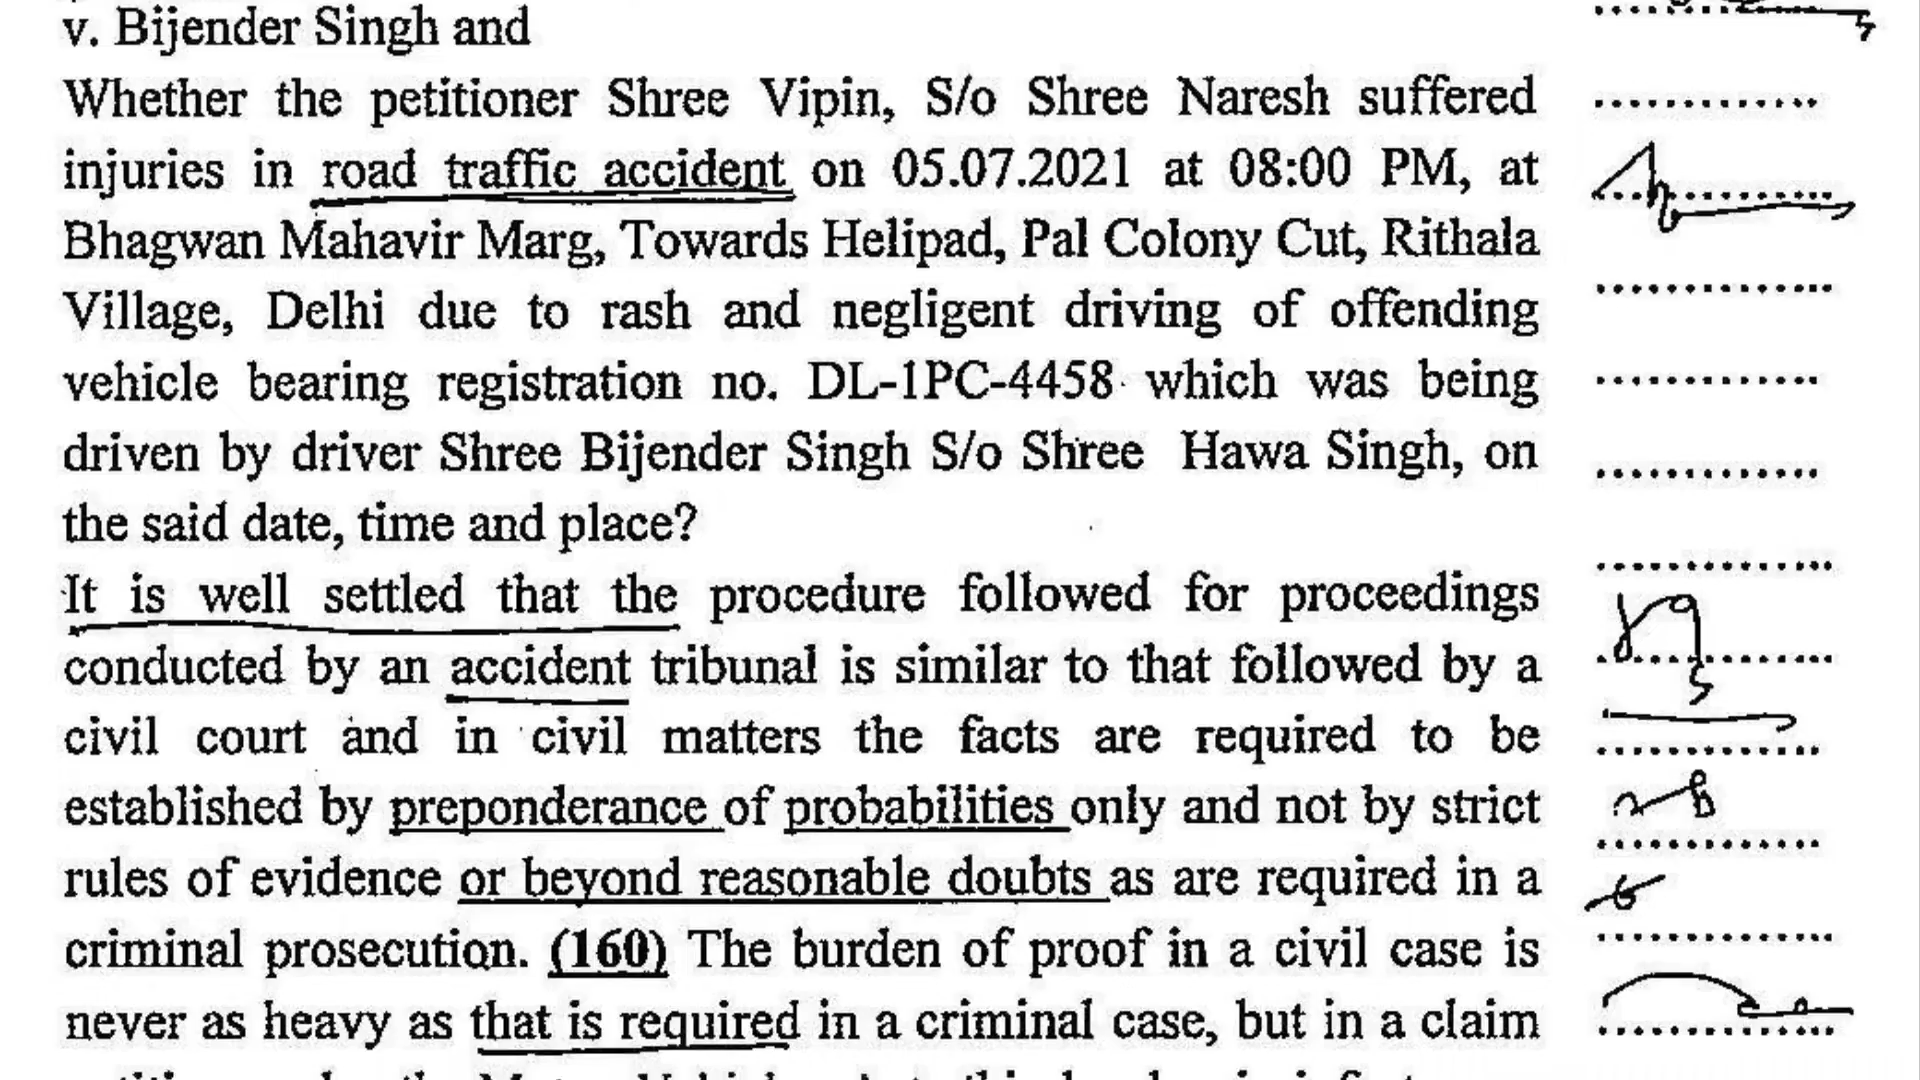 v. Bijender Singh and
Whether the petitioner Shree Vipin, S/o Shree Naresh suffered
injuries in road traffic accident on 05.07.2021 at 08:00 PM, at
Bhagwan Mahavir Marg, Towards Helipad, Pal Colony Cut, Rithala
Village, Delhi due to rash and negligent driving of offending
vehicle bearing registration no. DL-1PC-4458 which was being
driven by driver Shree Bijender Singh S/o Shree Hawa Singh, on
the said date, time and place?
It is well settled that the procedure followed for proceedings
conducted by an accident tribunal is similar to that followed by a
civil court and in civil matters the facts are required to be
established by preponderance of probabilities only and not by strict
rules of evidence or beyond reasonable doubts as are required in a
criminal prosecution. (160) The burden of proof in a civil case is
never as heavy as that is required in a criminal case, but in a claim